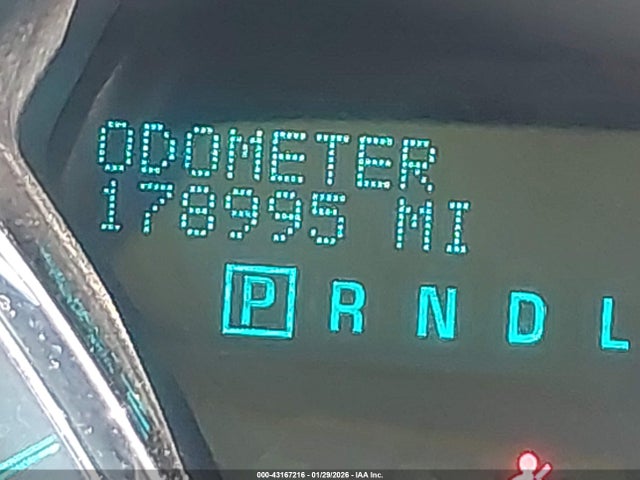 ODOMETER
178995 MI
P R N D L
000-43167216 - 01/29/2026 - IAA Inc.